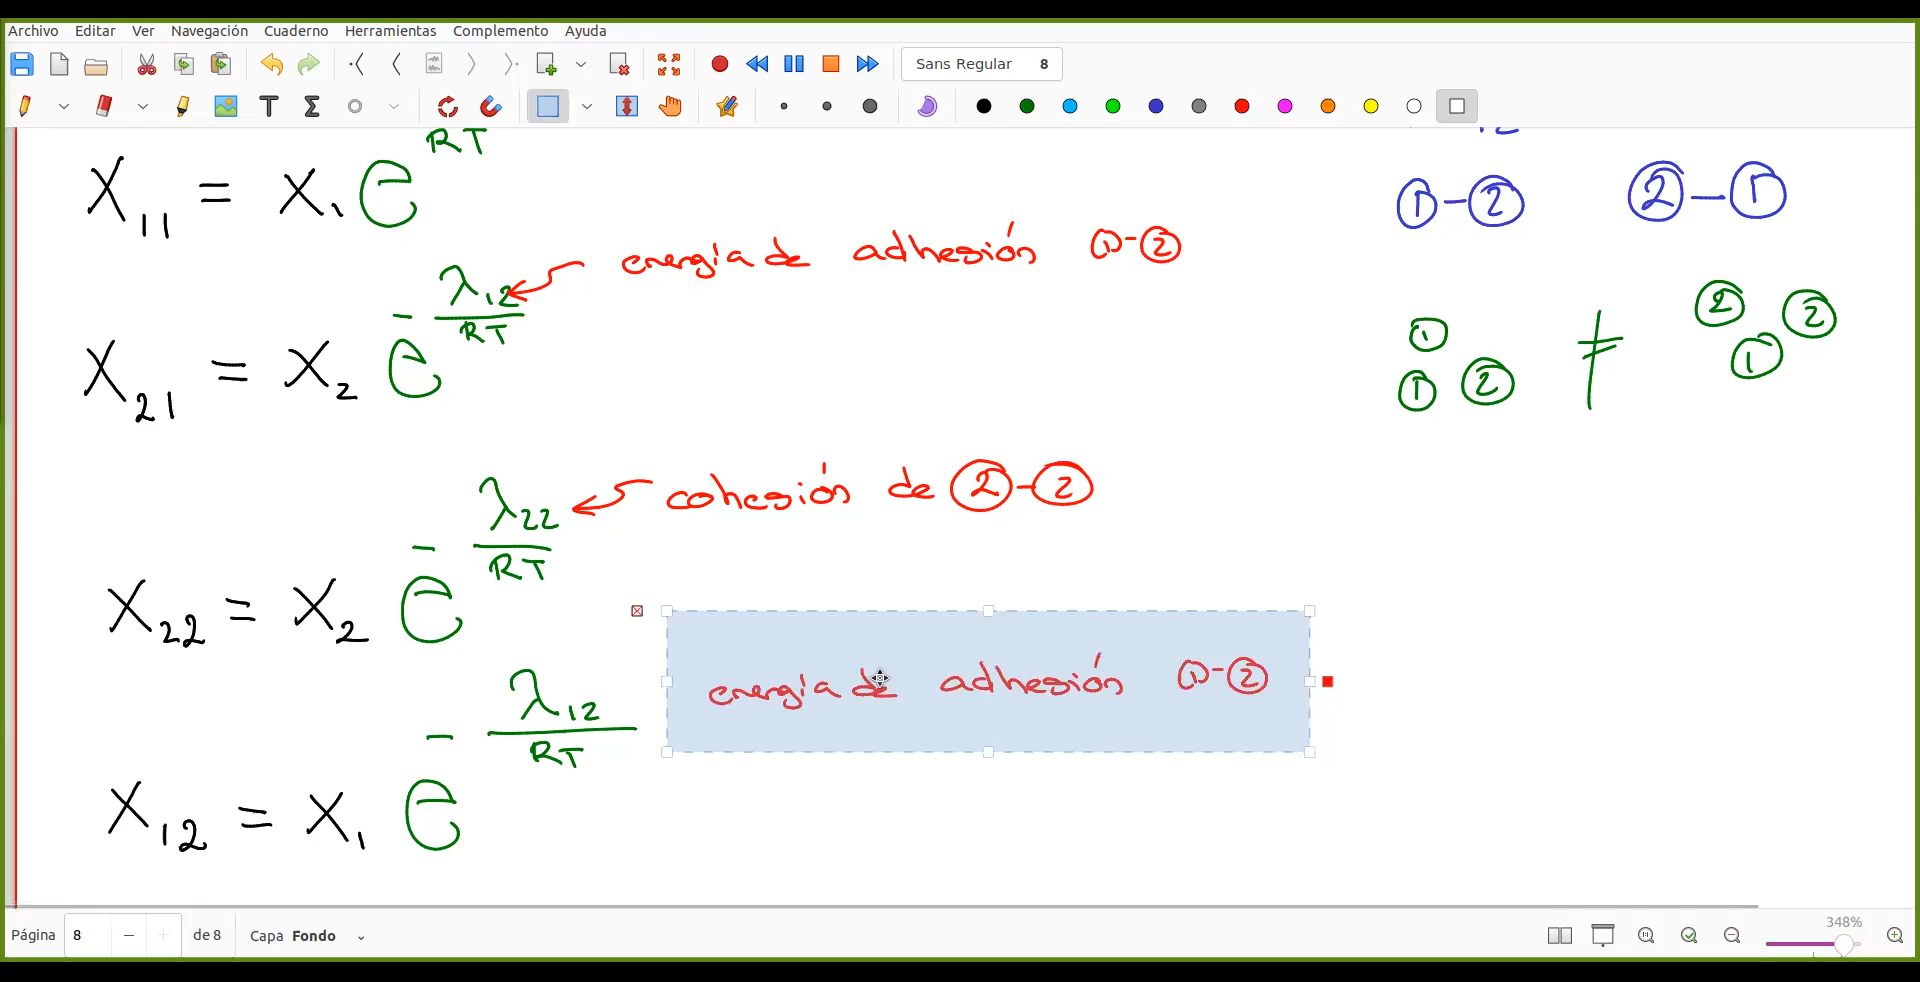 Archivo Editar Ver Navegación Cuaderno Herramientas Complemento Ayuda
Sans Regular 8
RT
X₁₁ = X₁ e
① - ② ② - ①
energía de adhesión ① - ②
- λ₁₂ / RT
X₂₁ = X₂ e
① ① ② ≠ ② ② ①
- λ₂₂ / RT
cohesión de ② - ②
X₂₂ = X₂ e
- λ₁₂ / RT
energía de adhesión ① - ②
X₁₂ = X₁ e
Página 8 de 8 Capa Fondo
348%